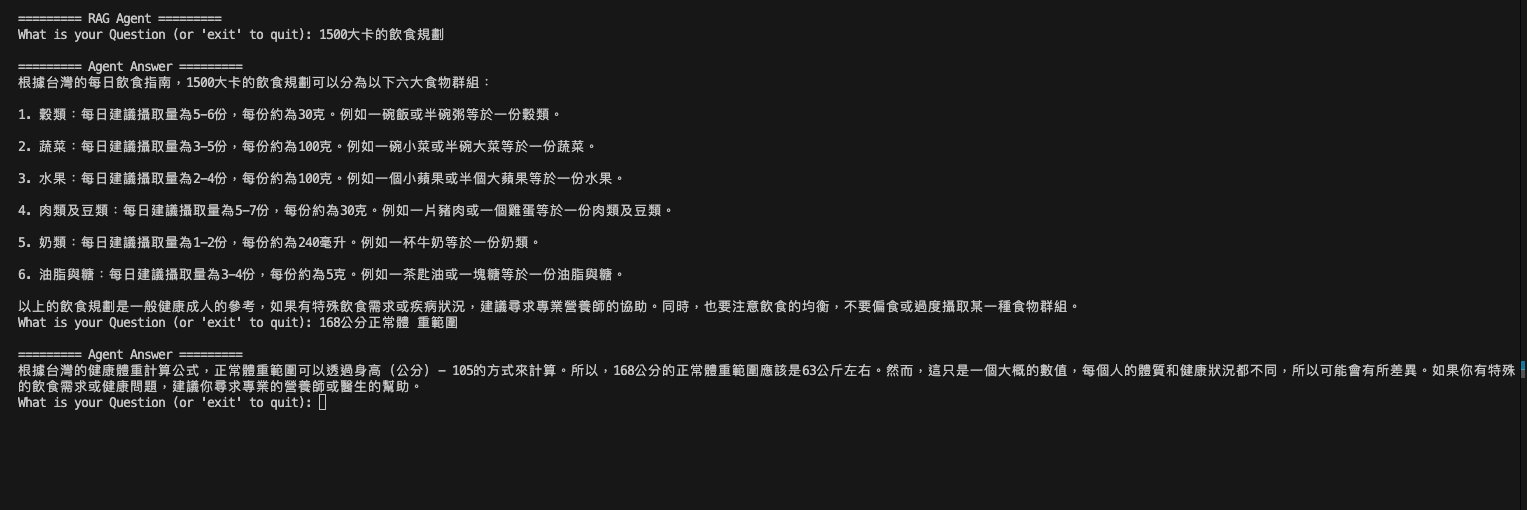 ========= RAG Agent =========
What is your Question (or 'exit' to quit): 1500大卡的飲食規劃
========= Agent Answer =========
根據台灣的每日飲食指南，1500大卡的飲食規劃可以分為以下六大食物群組：
1. 穀類：每日建議攝取量為5-6份，每份約為30克。例如一碗飯或半碗粥等於一份穀類。
2. 蔬菜：每日建議攝取量為3-5份，每份約為100克。例如一碗小菜或半碗大菜等於一份蔬菜。
3. 水果：每日建議攝取量為2-4份，每份約為100克。例如一個小蘋果或半個大蘋果等於一份水果。
4. 肉類及豆類：每日建議攝取量為5-7份，每份約為30克。例如一片豬肉或一個雞蛋等於一份肉類及豆類。
5. 奶類：每日建議攝取量為1-2份，每份約為240毫升。例如一杯牛奶等於一份奶類。
6. 油脂與糖：每日建議攝取量為3-4份，每份約為5克。例如一茶匙油或一塊糖等於一份油脂與糖。
以上的飲食規劃是一般健康成人的參考，如果有特殊飲食需求或疾病狀況，建議尋求專業營養師的協助。同時，也要注意飲食的均衡，不要偏食或過度攝取某一種食物群組。
What is your Question (or 'exit' to quit): 168公分正常體 重範圍
========= Agent Answer =========
根據台灣的健康體重計算公式，正常體重範圍可以透過身高（公分）- 105的方式來計算。所以，168公分的正常體重範圍應該是63公斤左右。然而，這只是一個大概的數值，每個人的體質和健康狀況都不同，所以可能會有所差異。如果你有特殊
的飲食需求或健康問題，建議你尋求專業的營養師或醫生的幫助。
What is your Question (or 'exit' to quit):